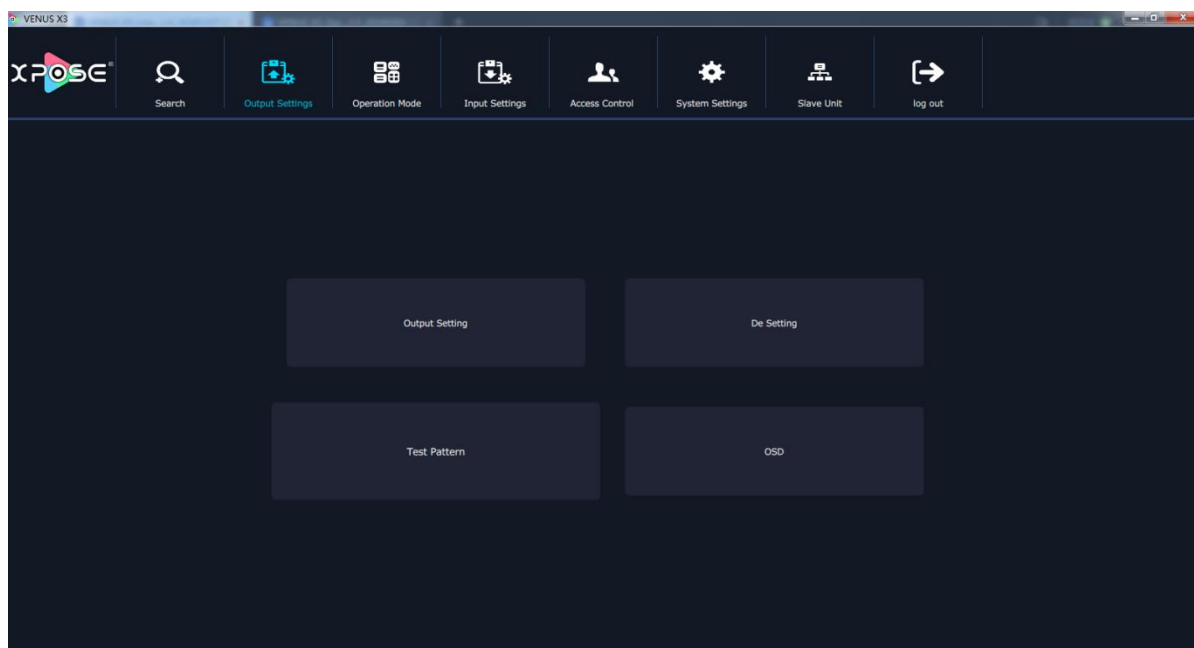 VENUS X3
XPOSE®
Search
Output Settings
Operation Mode
Input Settings
Access Control
System Settings
Slave Unit
log out
Output Setting
De Setting
Test Pattern
OSD